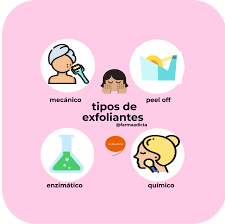 mecánico
peel off
tipos de
exfoliantes
@farmaadicta
enzimático
químico